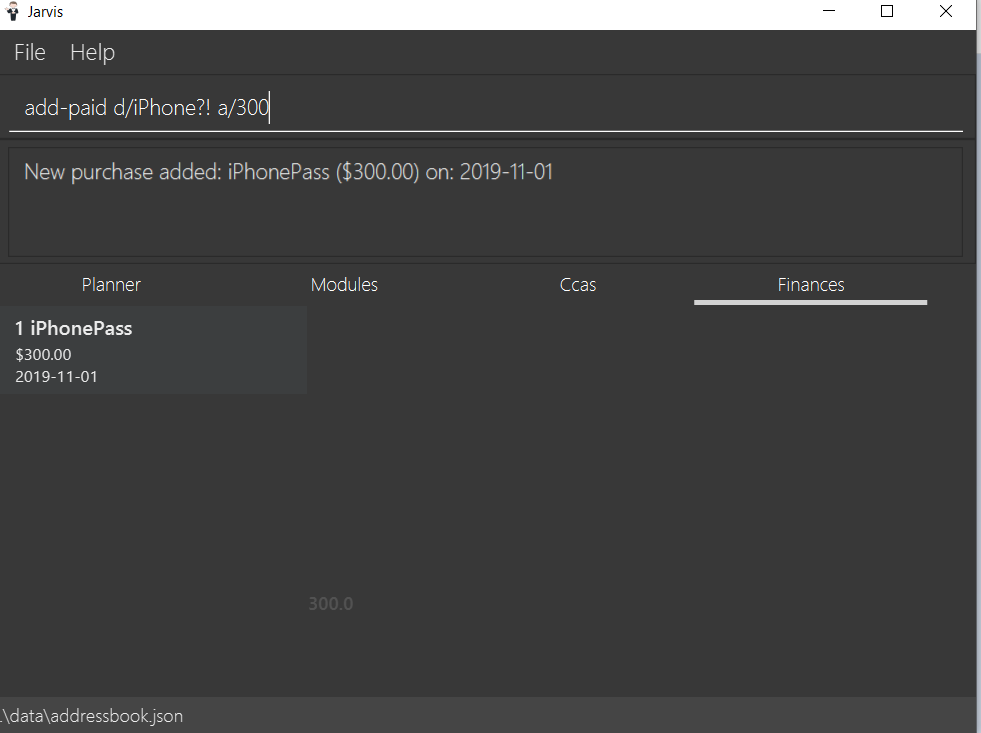 Jarvis
File Help
add-paid d/iPhone?! a/300
New purchase added: iPhonePass ($300.00) on: 2019-11-01
Planner Modules Ccas Finances
1 iPhonePass
$300.00
2019-11-01
300.0
.\data\addressbook.json